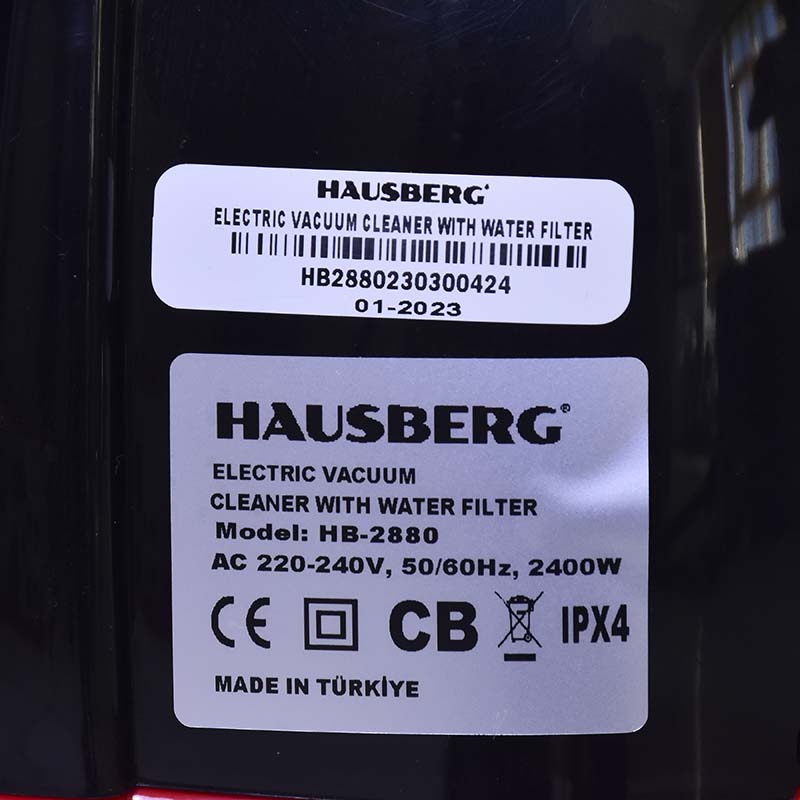 HAUSBERG
ELECTRIC VACUUM CLEANER WITH WATER FILTER
HB2880230300424
01-2023
HAUSBERG®
ELECTRIC VACUUM
CLEANER WITH WATER FILTER
Model: HB-2880
AC 220-240V, 50/60Hz, 2400W
CE CB IPX4
MADE IN TÜRKİYE